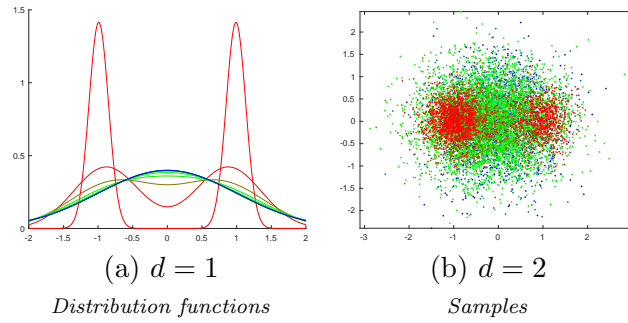 1.5
1
0.5
0
-2 -1.5 -1 -0.5 0 0.5 1 1.5 2
2
1.5
1
0.5
0
-0.5
-1
-1.5
-2
-3 -2 -1 0 1 2
(a) d = 1
(b) d = 2
Distribution functions
Samples